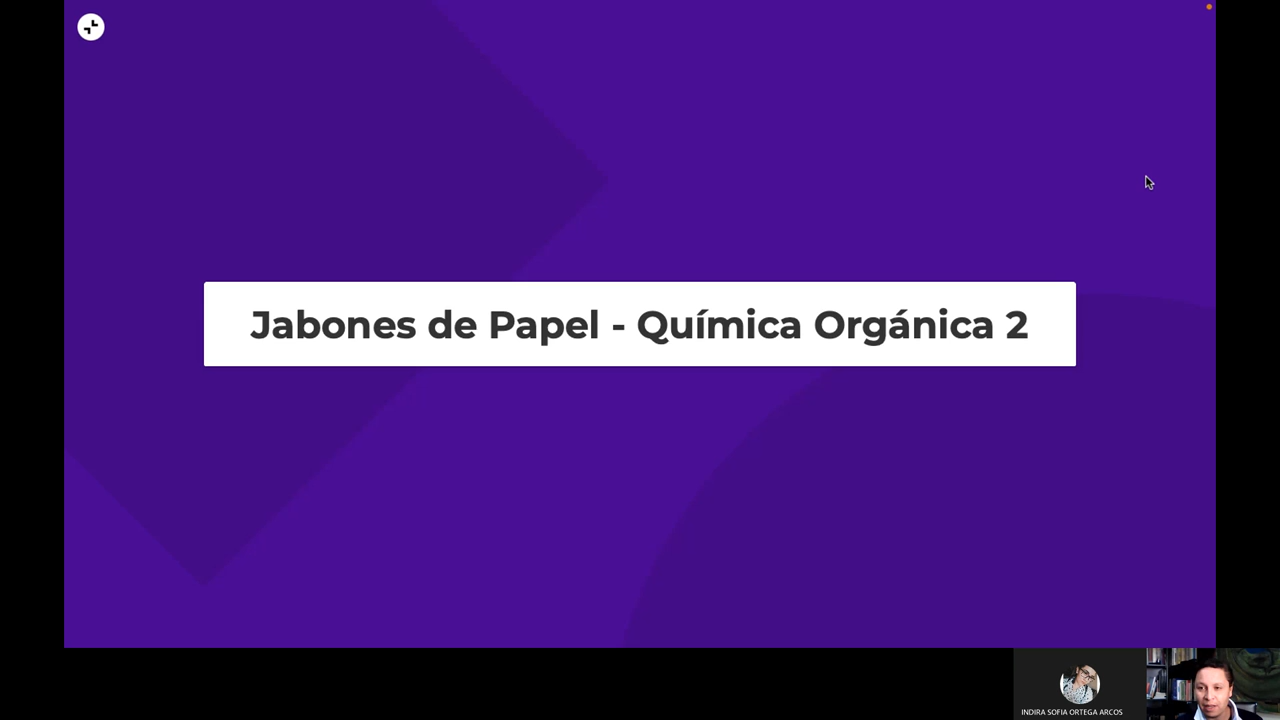 Jabones de Papel - Química Orgánica 2
INDIRA SOFIA ORTEGA ARCOS